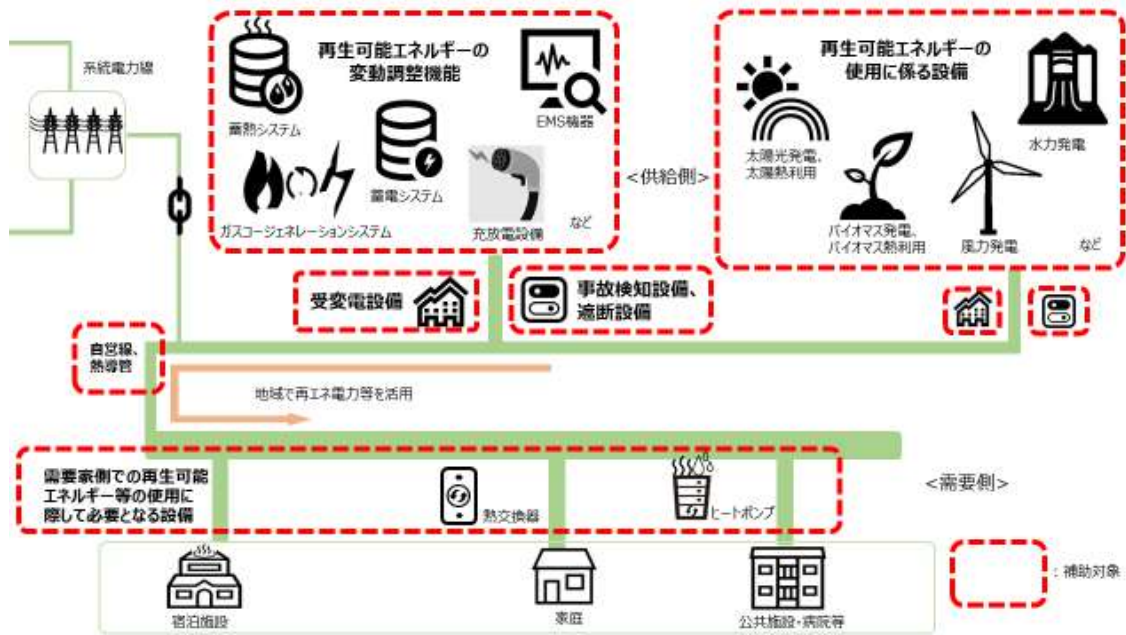 系統電力線
再生可能エネルギーの
変動調整機能
蓄熱システム
EMS機器
蓄電システム
ガスコージェネレーションシステム
充放電設備
など
<供給側>
再生可能エネルギーの
使用に係る設備
水力発電
太陽光発電、
太陽熱利用
バイオマス発電、
バイオマス熱利用
風力発電
など
受変電設備
事故検知設備、
遮断設備
自営線、
熱導管
地域で再エネ電力等を活用
需要家側での再生可能
エネルギー等の使用に
際して必要となる設備
熱交換器
ヒートポンプ
<需要側>
宿泊施設
家庭
公共施設・病院等
：補助対象